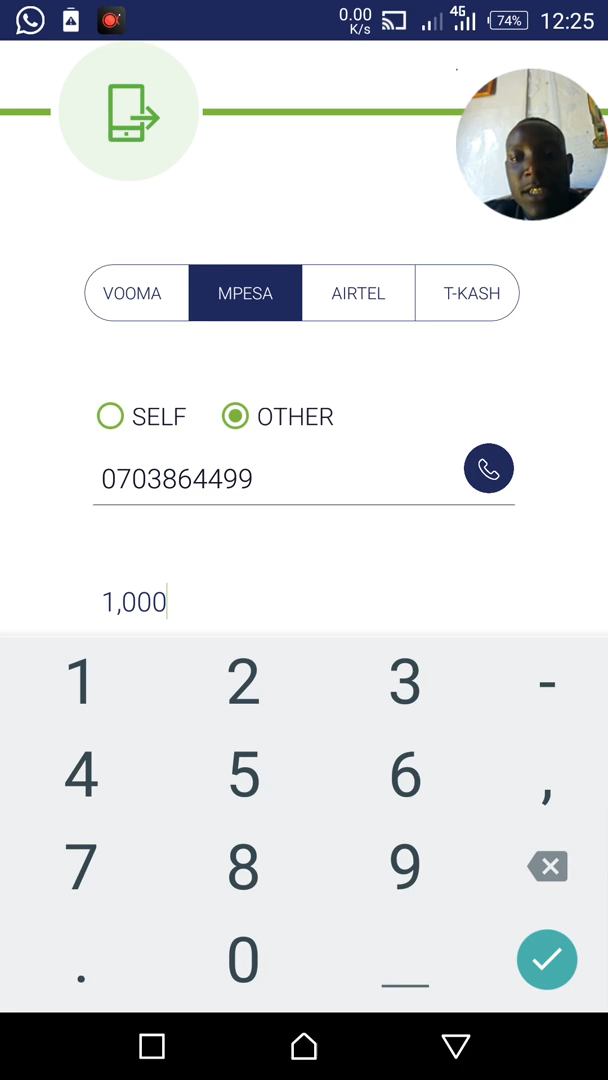 0.00 K/s 4G 74% 12:25
VOOMA MPESA AIRTEL T-KASH
SELF OTHER
0703864499
1,000
1 2 3 -
4 5 6 ,
7 8 9
. 0 _